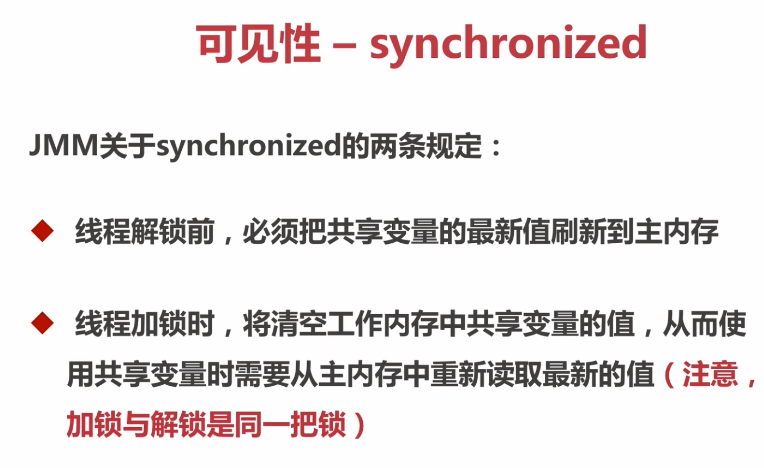 可见性 – synchronized
JMM关于synchronized的两条规定：
线程解锁前，必须把共享变量的最新值刷新到主内存
线程加锁时，将清空工作内存中共享变量的值，从而使
用共享变量时需要从主内存中重新读取最新的值（注意，
加锁与解锁是同一把锁）